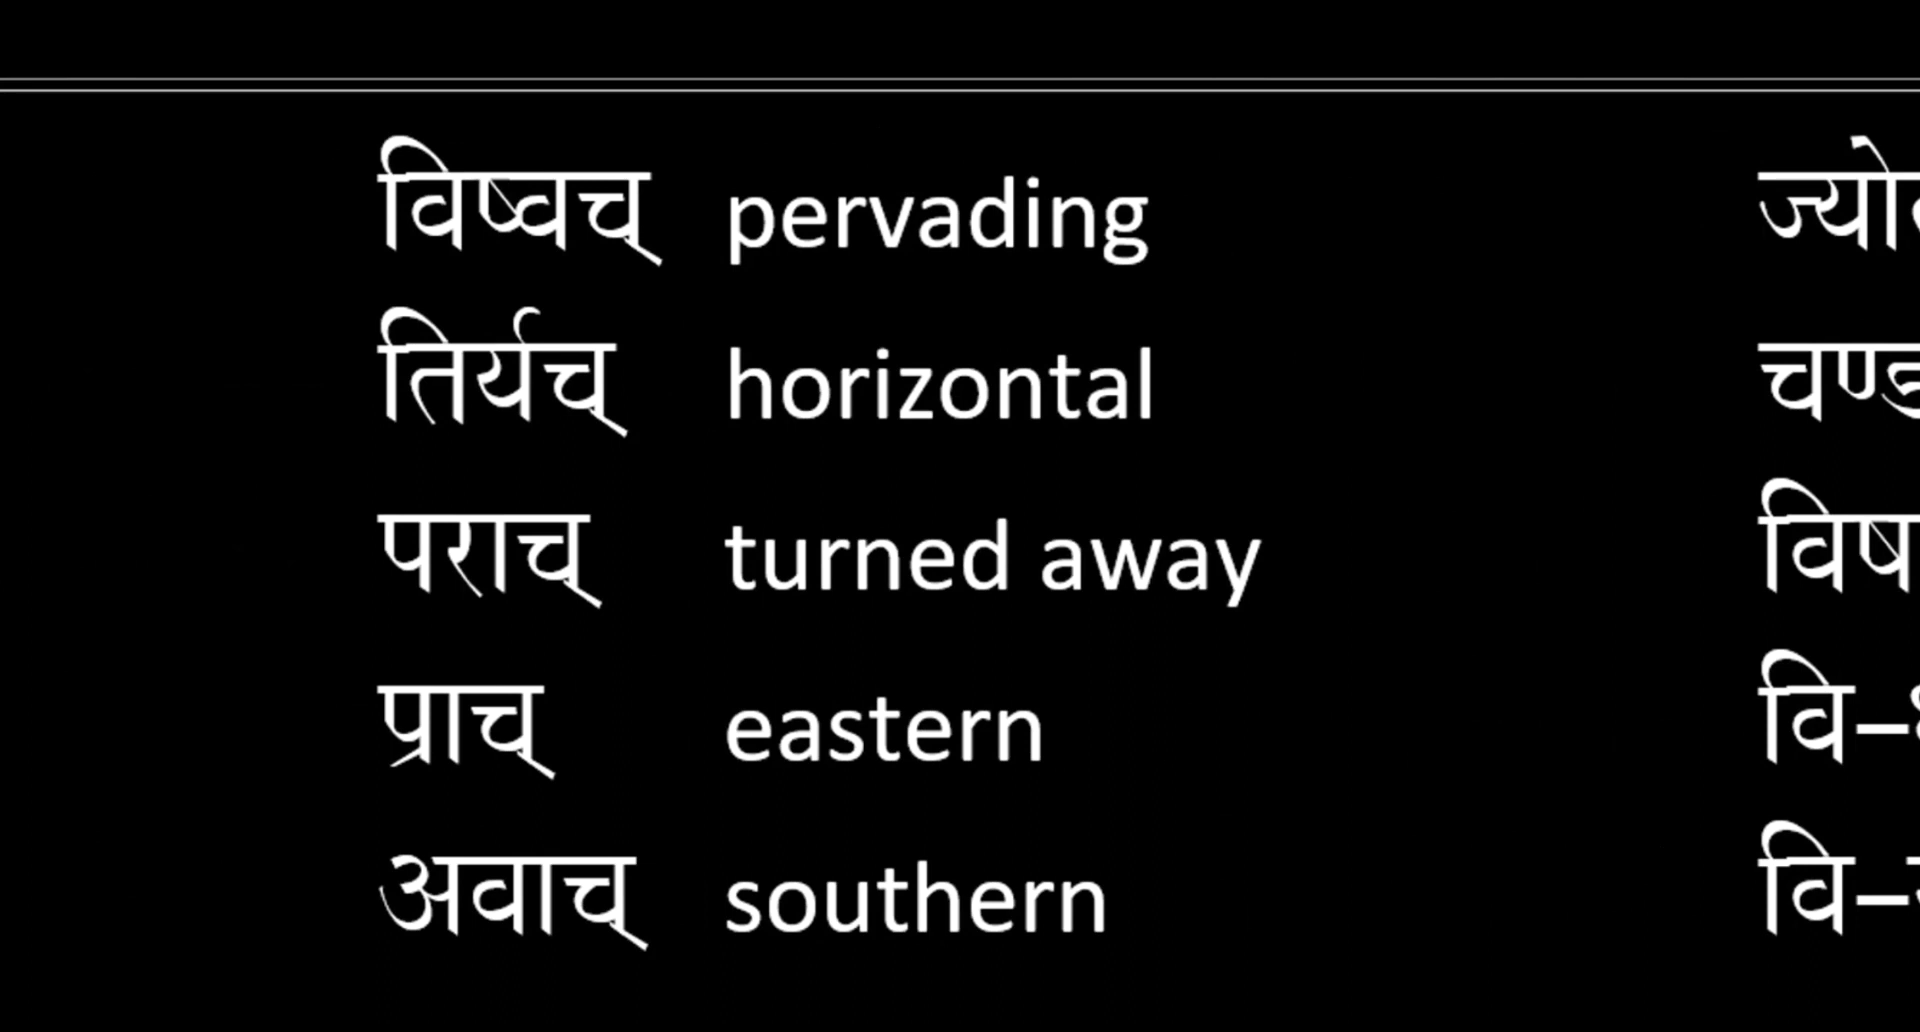 विष्वच् pervading
तिर्यच् horizontal
पराच् turned away
प्राच् eastern
अवाच् southern